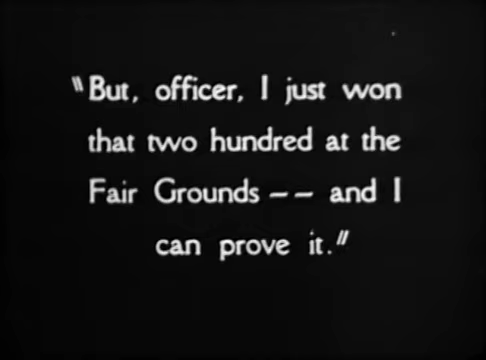 "But, officer, I just won
that two hundred at the
Fair Grounds -- and I
can prove it."